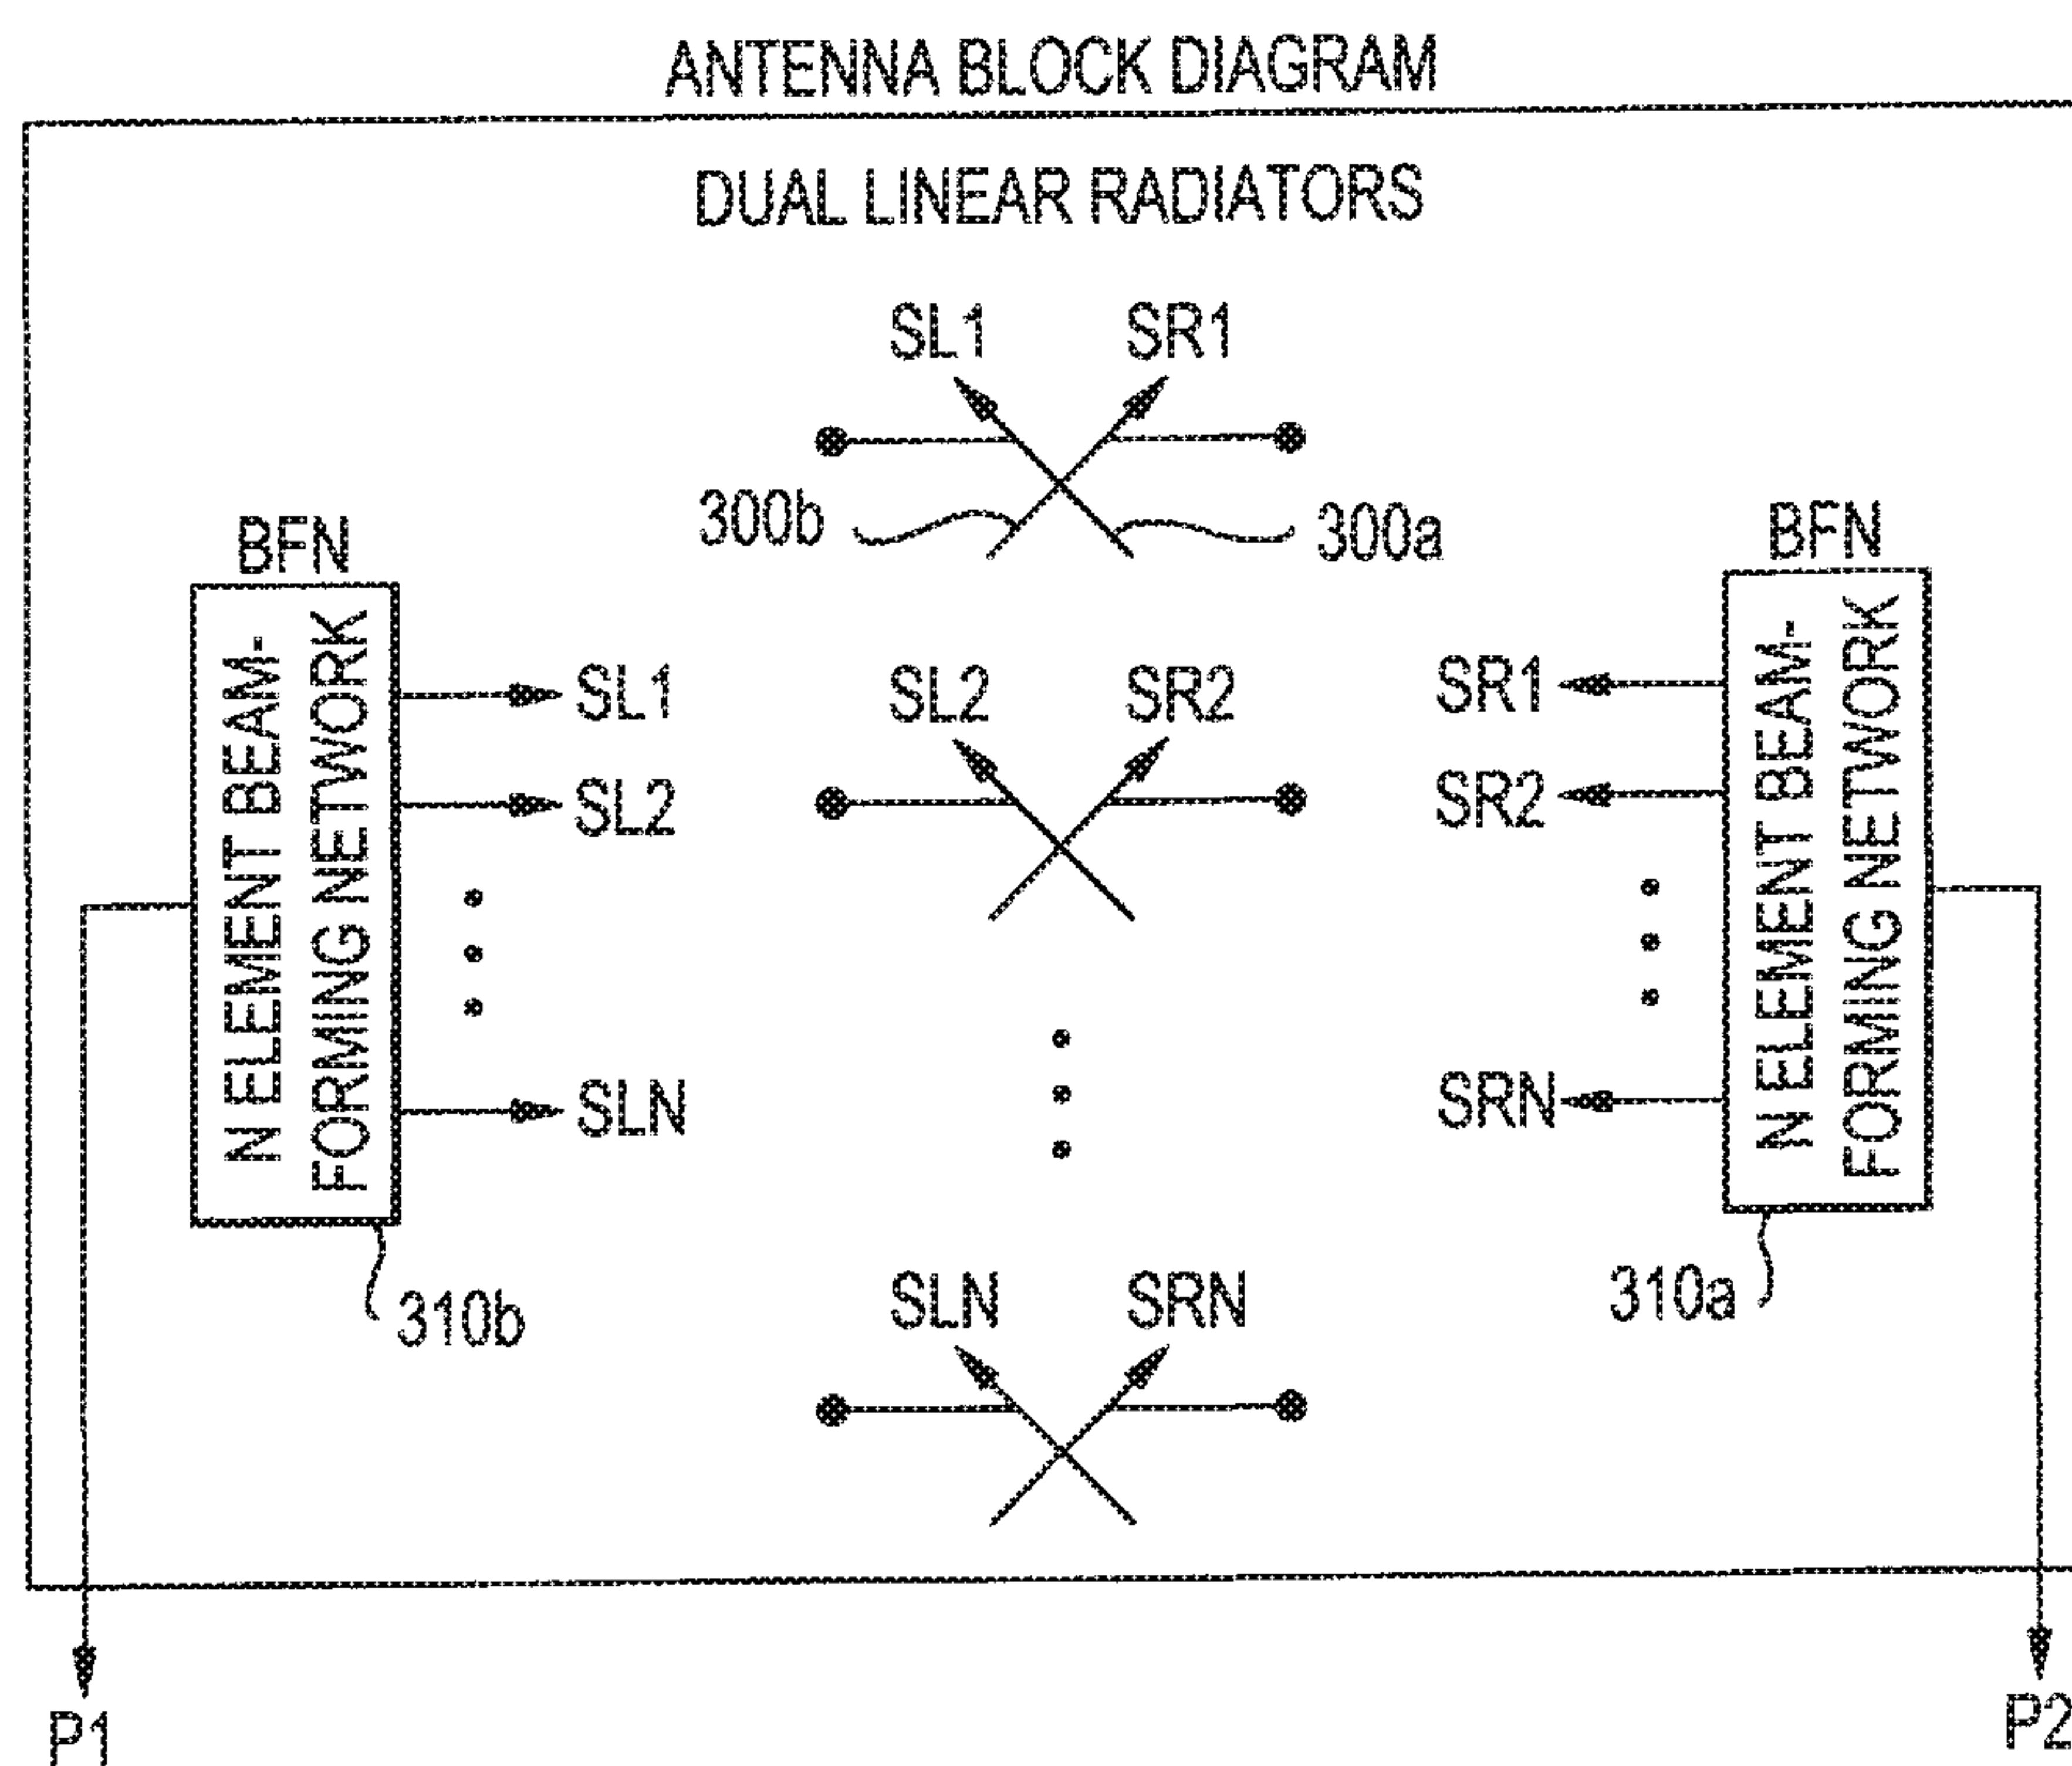 ANTENNA BLOCK DIAGRAM
DUAL LINEAR RADIATORS
SL1 SR1
300b 300a
BFN
N ELEMENT BEAM-
FORMING NETWORK
SL1
SL2
SLN
310b
SL2 SR2
SLN SRN
BFN
N ELEMENT BEAM-
FORMING NETWORK
SR1
SR2
SRN
310a
P1
P2